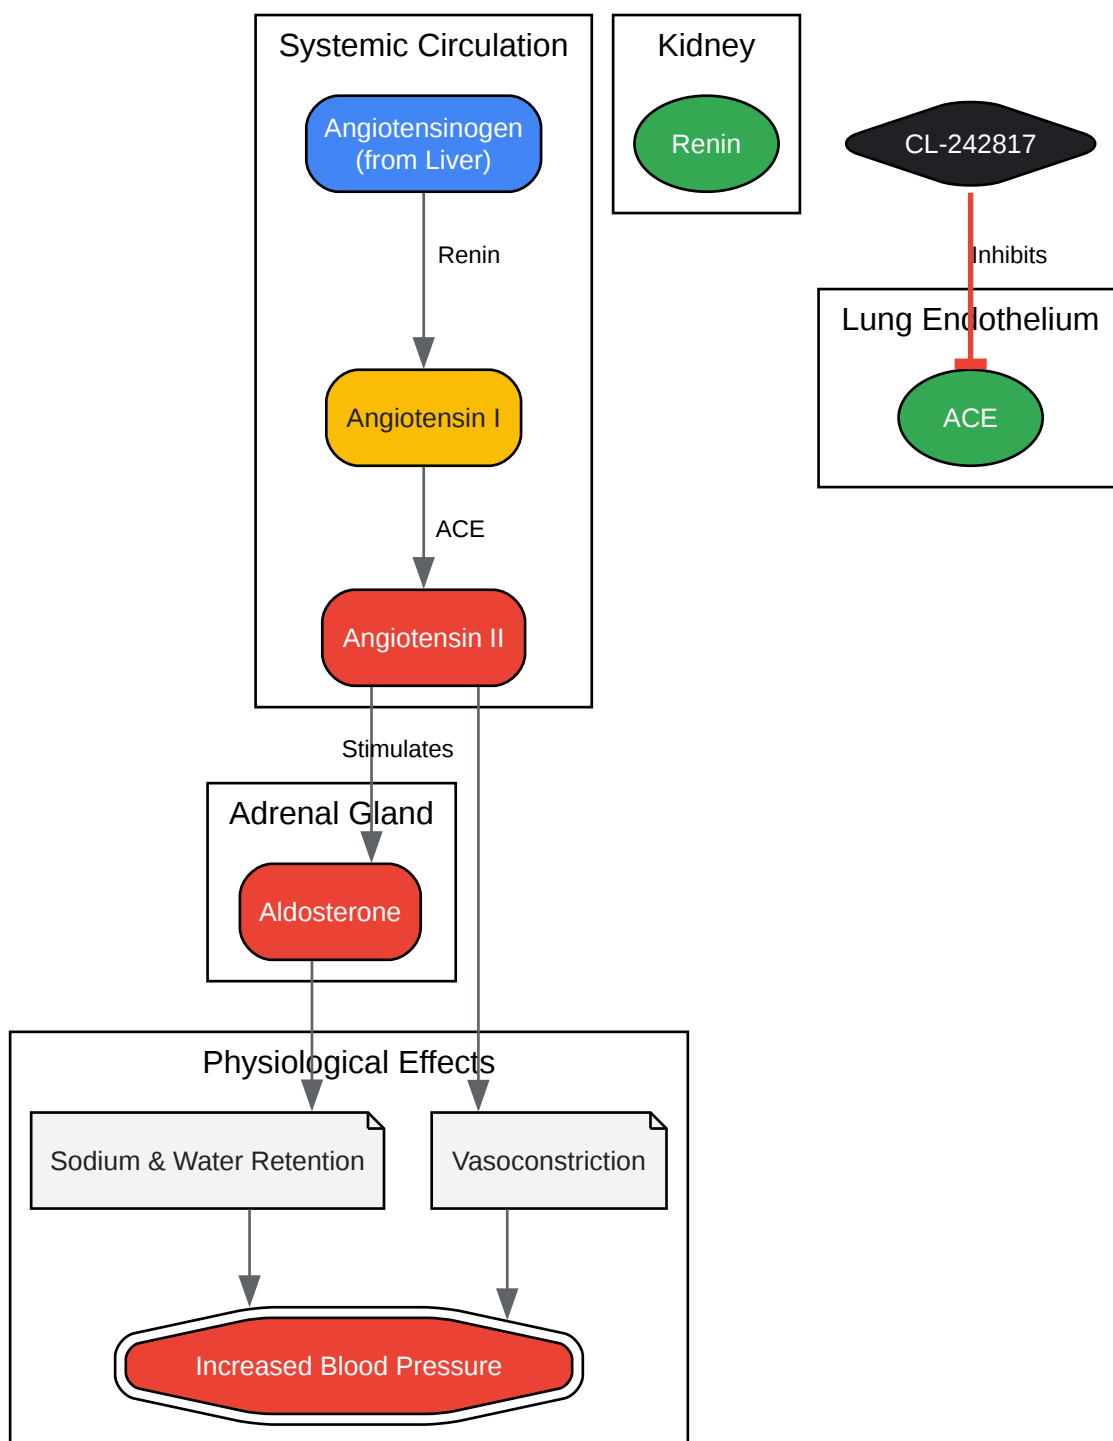 Systemic Circulation
Angiotensinogen
(from Liver)
Renin
Angiotensin I
ACE
Angiotensin II
Kidney
Renin
CL-242817
Inhibits
Lung Endothelium
ACE
Stimulates
Adrenal Gland
Aldosterone
Physiological Effects
Sodium & Water Retention
Vasoconstriction
Increased Blood Pressure